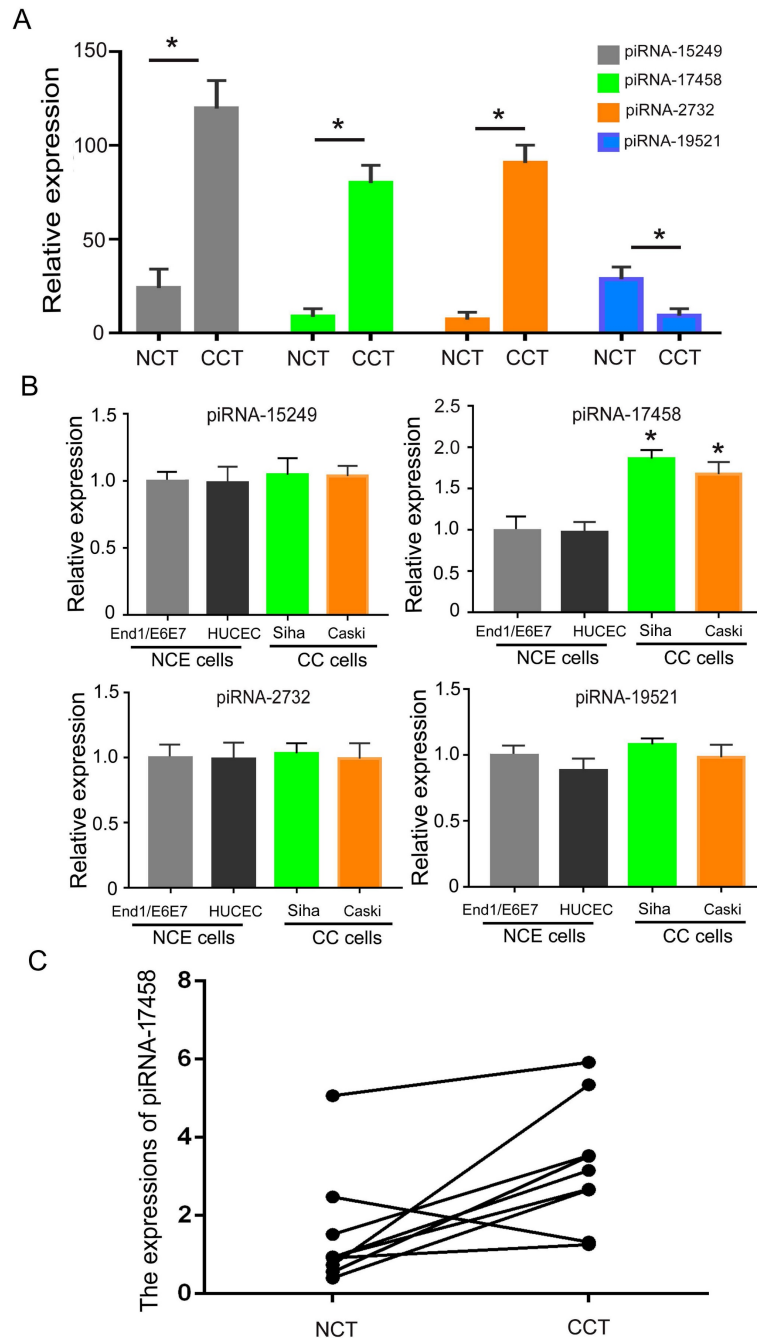 A
Relative expression
150
100
50
0
*
*
*
*
piRNA-15249
piRNA-17458
piRNA-2732
piRNA-19521
NCT CCT NCT CCT NCT CCT NCT CCT
B
Relative expression
1.5
1.0
0.5
0
piRNA-15249
End1/E6E7 HUCEC Siha Caski
NCE cells CC cells
Relative expression
2.5
2.0
1.5
1.0
1.5
0
piRNA-17458
* *
End1/E6E7 HUCEC Siha Caski
NCE cells CC cells
Relative expression
1.5
1.0
0.5
0
piRNA-2732
End1/E6E7 HUCEC Siha Caski
NCE cells CC cells
Relative expression
1.5
1.0
0.5
0
piRNA-19521
End1/E6E7 HUCEC Siha Caski
NCE cells CC cells
C
The expressions of piRNA-17458
8
6
4
2
0
NCT CCT